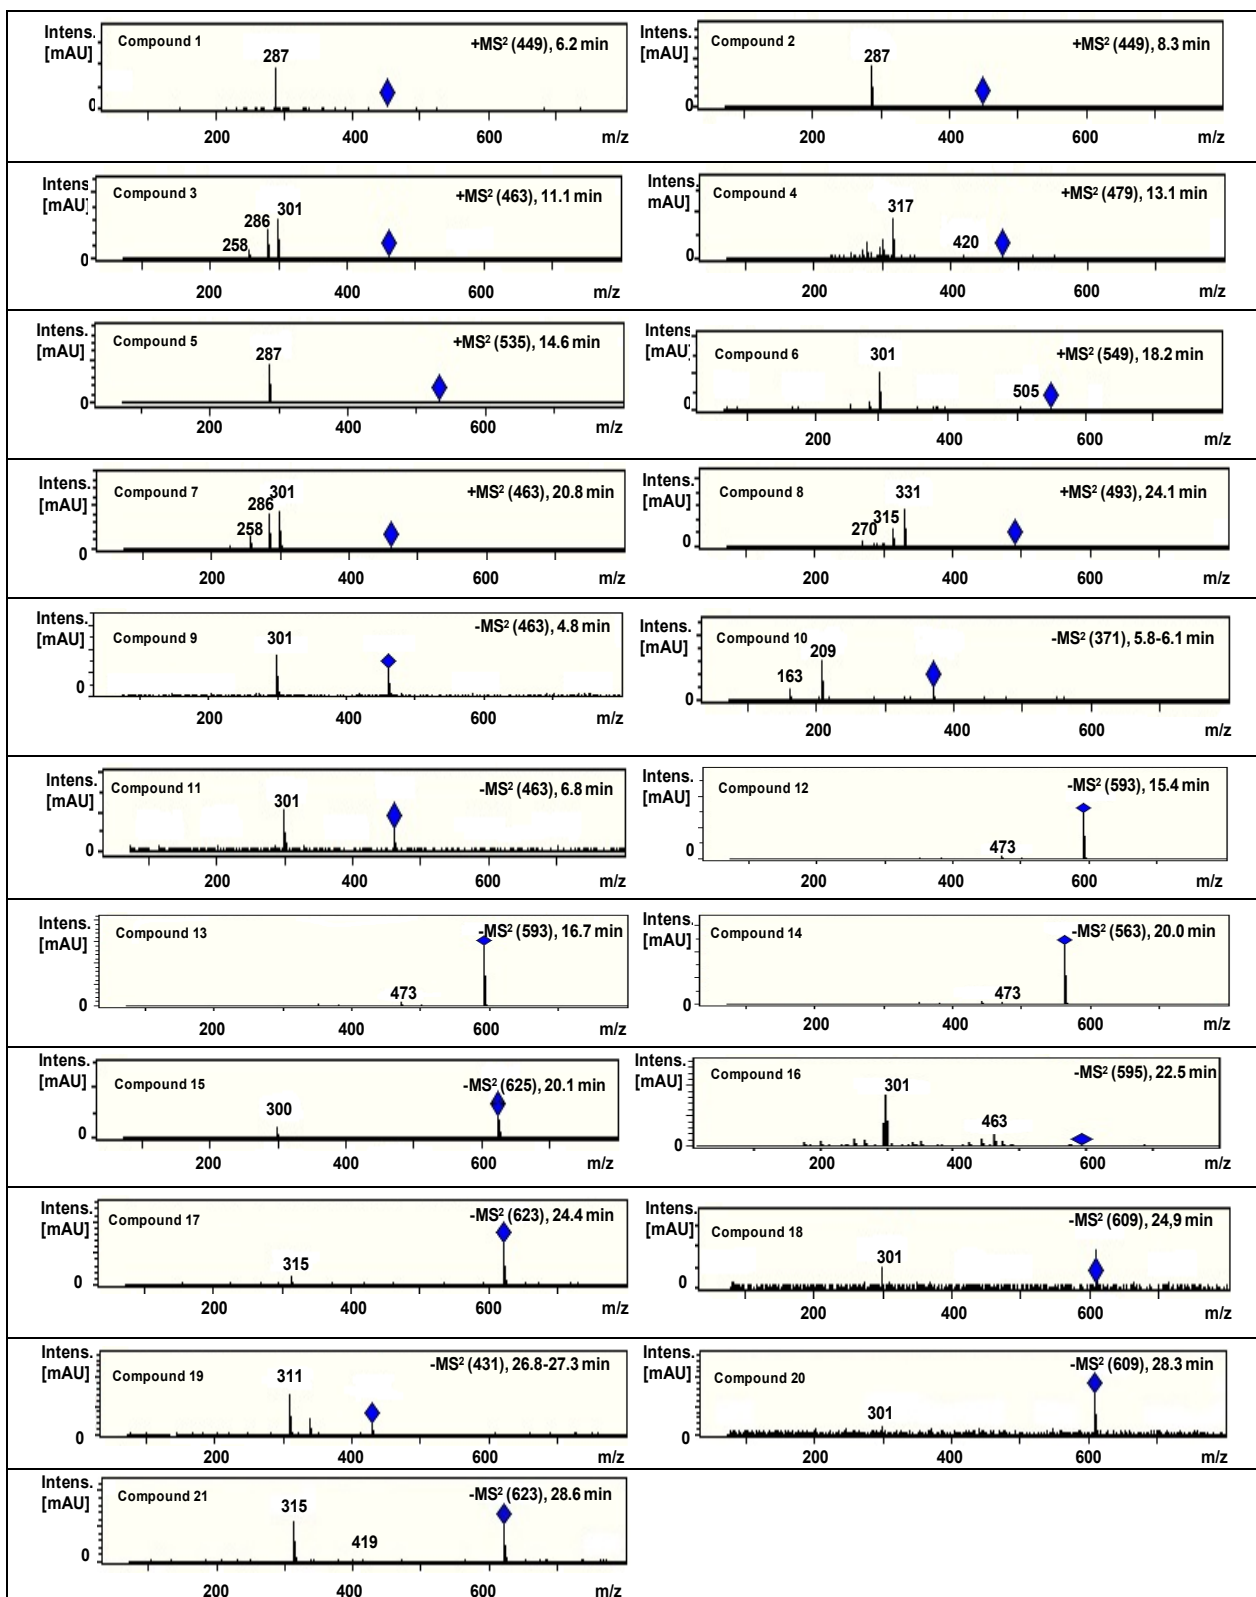 Intens.
[mAU]
Compound 1
+MS² (449), 6.2 min
287
0
200 400 600 m/z
Intens.
[mAU]
Compound 2
+MS² (449), 8.3 min
287
0
200 400 600 m/z
Intens
[mAU]
Compound 3
+MS² (463), 11.1 min
301
286
258
0
200 400 600 m/z
Intens.
mAU]
Compound 4
+MS² (479), 13.1 min
317
420
0
200 400 600 m/z
Intens.
[mAU]
Compound 5
+MS² (535), 14.6 min
287
0
200 400 600 m/z
Intens.
[mAU]
Compound 6
+MS² (549), 18.2 min
301
505
0
200 400 600 m/z
Intens.
[mAU]
Compound 7
+MS² (463), 20.8 min
301
286
258
0
200 400 600 m/z
Intens.
[mAU]
Compound 8
+MS² (493), 24.1 min
331
315
270
0
200 400 600 m/z
Intens.
[mAU]
Compound 9
-MS² (463), 4.8 min
301
0
200 400 600 m/z
Intens.
[mAU]
Compound 10
-MS² (371), 5.8-6.1 min
209
163
0
200 400 600 m/z
Intens.
[mAU]
Compound 11
-MS² (463), 6.8 min
301
0
200 400 600 m/z
Intens.
[mAU]
Compound 12
-MS² (593), 15.4 min
473
0
200 400 600 m/z
Intens.
[mAU]
Compound 13
-MS² (593), 16.7 min
473
0
200 400 600 m/z
Intens.
[mAU]
Compound 14
-MS² (563), 20.0 min
473
0
200 400 600 m/z
Intens.
[mAU]
Compound 15
-MS² (625), 20.1 min
300
0
200 400 600 m/z
Intens.
[mAU]
Compound 16
-MS² (595), 22.5 min
301
463
0
200 400 600 m/z
Intens.
[mAU]
Compound 17
-MS² (623), 24.4 min
315
0
200 400 600 m/z
Intens.
[mAU]
Compound 18
-MS² (609), 24,9 min
301
0
200 400 600 m/z
Intens.
[mAU]
Compound 19
-MS² (431), 26.8-27.3 min
311
0
200 400 600 m/z
Intens.
[mAU]
Compound 20
-MS² (609), 28.3 min
301
0
200 400 600 m/z
Intens.
[mAU]
Compound 21
-MS² (623), 28.6 min
315
419
0
200 400 600 m/z